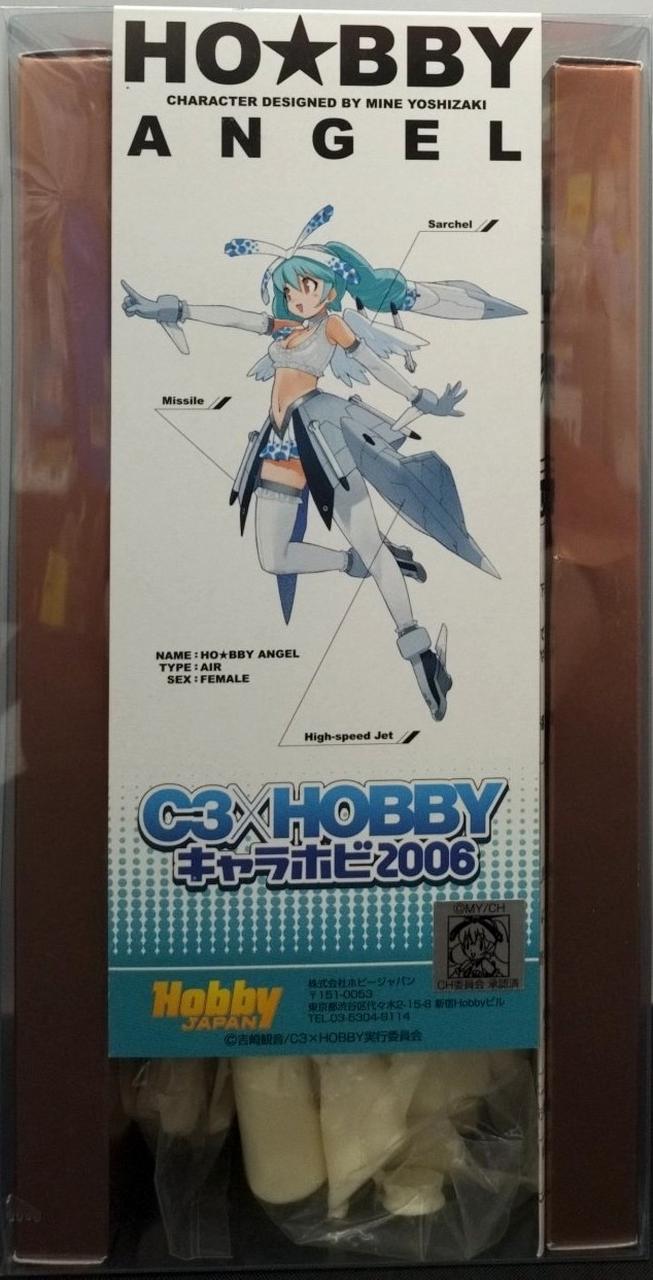 HO★BBY
CHARACTER DESIGNED BY MINE YOSHIZAKI
ANGEL
Sarchel
Missile
NAME：HO★BBY ANGEL
TYPE：AIR
SEX：FEMALE
High-speed Jet
C3×HOBBY
キャラホビ2006
©MY/CH
CH委員会 承認済
Hobby
JAPAN
株式会社ホビージャパン
〒151-0053
東京都渋谷区代々木2-15-8 新宿Hobbyビル
TEL.03-5304-9114
©吉崎観音/C3×HOBBY実行委員会